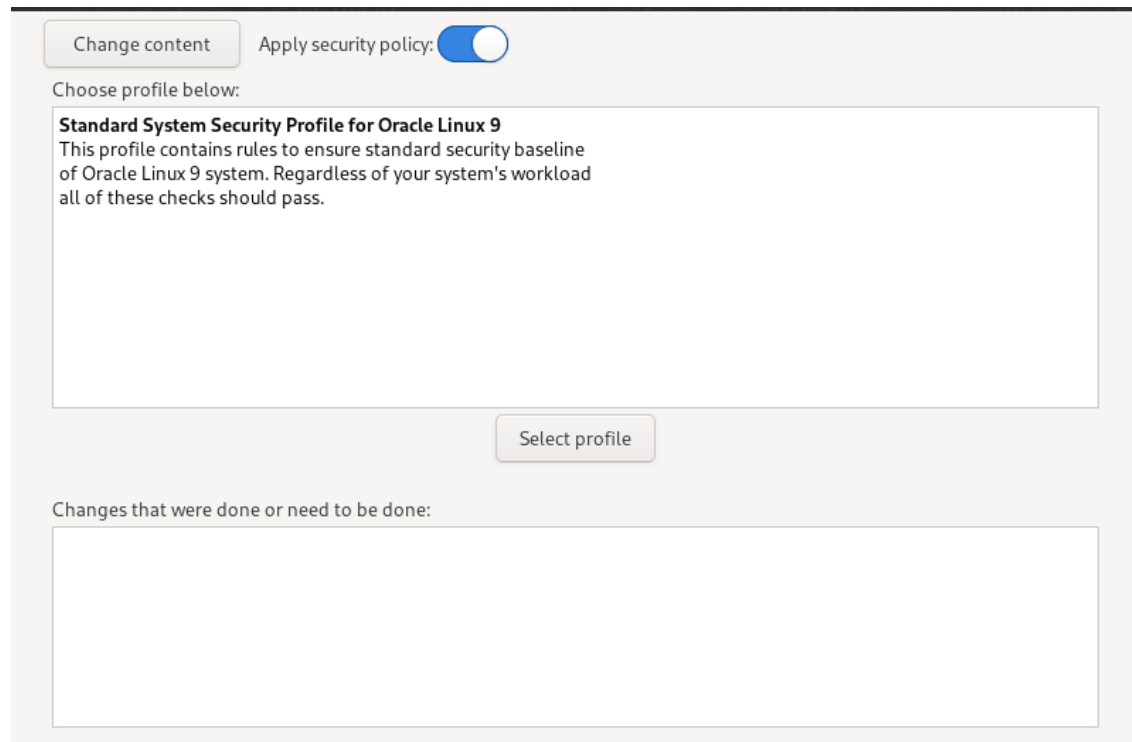 Change content Apply security policy:
Choose profile below:
Standard System Security Profile for Oracle Linux 9
This profile contains rules to ensure standard security baseline
of Oracle Linux 9 system. Regardless of your system's workload
all of these checks should pass.
Select profile
Changes that were done or need to be done: